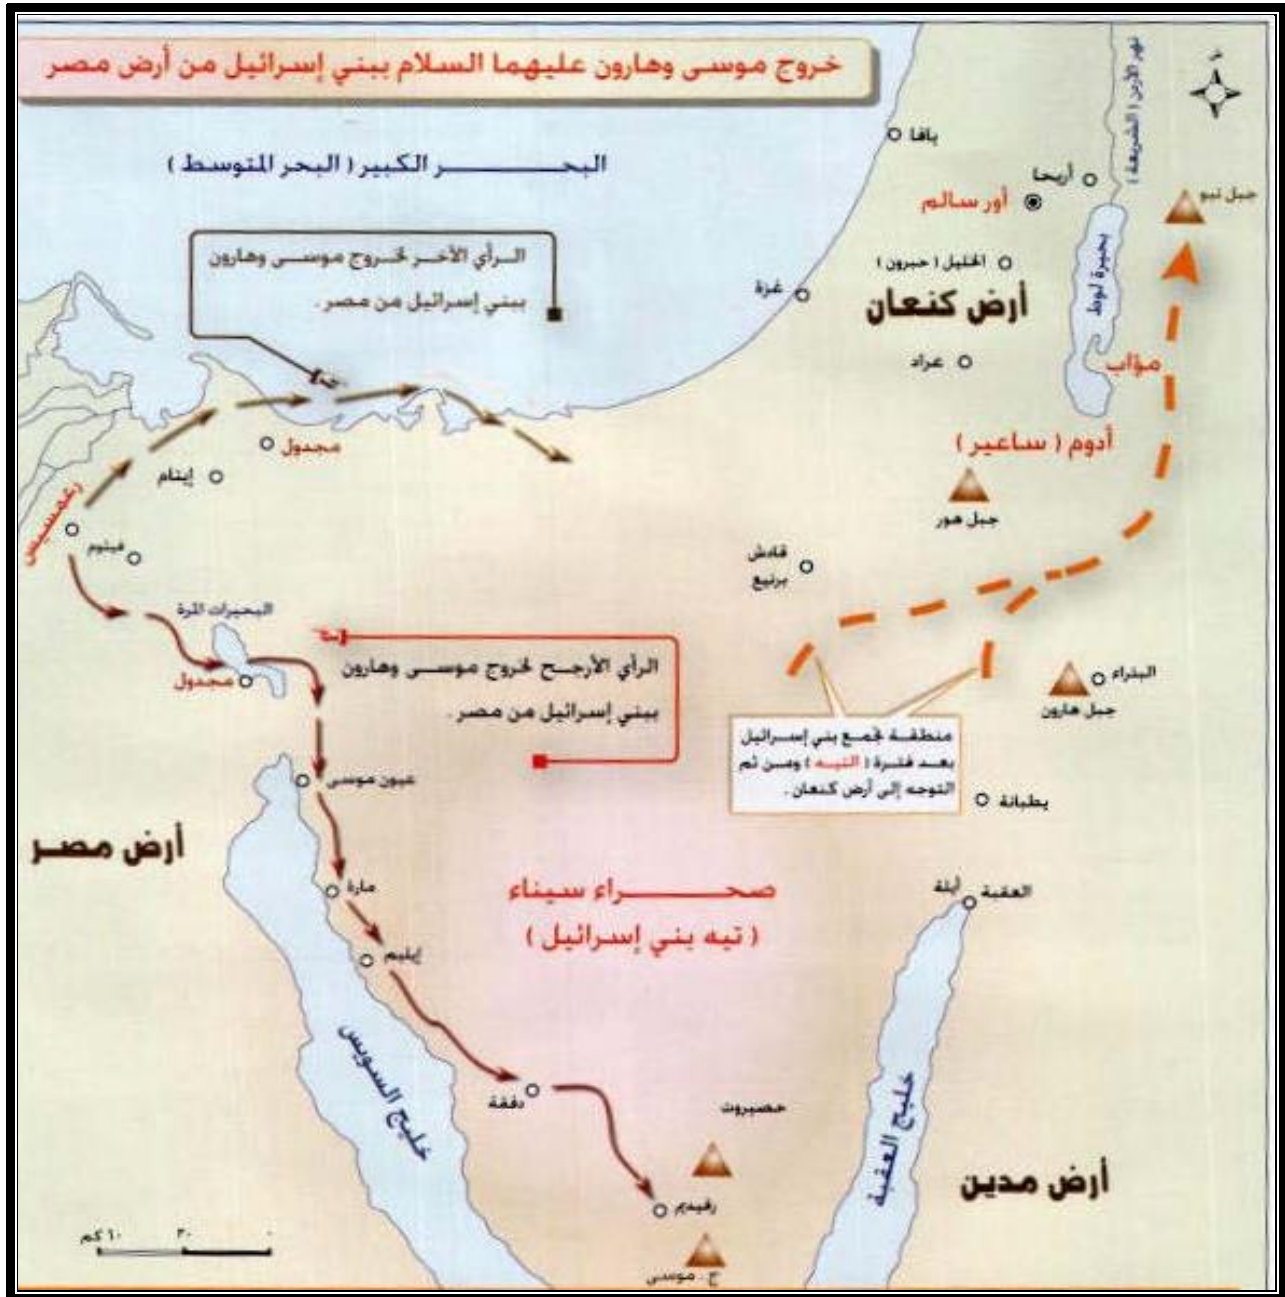 خروج موسى وهارون عليهما السلام ببني إسرائيل من أرض مصر
البحر الكبير ( البحر المتوسط )
نهر الأردن ( الشريعة )
يافا
أريحا
أور سالم
جبل نبو
الخليل ( حبرون )
بحيرة لوط
غزة
أرض كنعان
عراد
مؤاب
الرأي الآخر لخروج موسى وهارون
ببني إسرائيل من مصر .
مجدول
إيتام
رعمسيس
فيثوم
أدوم ( ساعير )
جبل هور
قادش
برنيع
البحيرات المرة
مجدول
الرأي الأرجح لخروج موسى وهارون
ببني إسرائيل من مصر .
البتراء
جبل هارون
منطقة تجمع بني إسرائيل
بعد فترة ( التيه ) ومن ثم
التوجه إلى أرض كنعان .
يطباتة
عيون موسى
أرض مصر
صحراء سيناء
( تيه بني إسرائيل )
مارة
إيليم
أيلة
العقبة
خليج السويس
خليج العقبة
دفقة
حصيروت
رفيديم
أرض مدين
ج . موسى
٠ ٣٠ ٦٠ كم